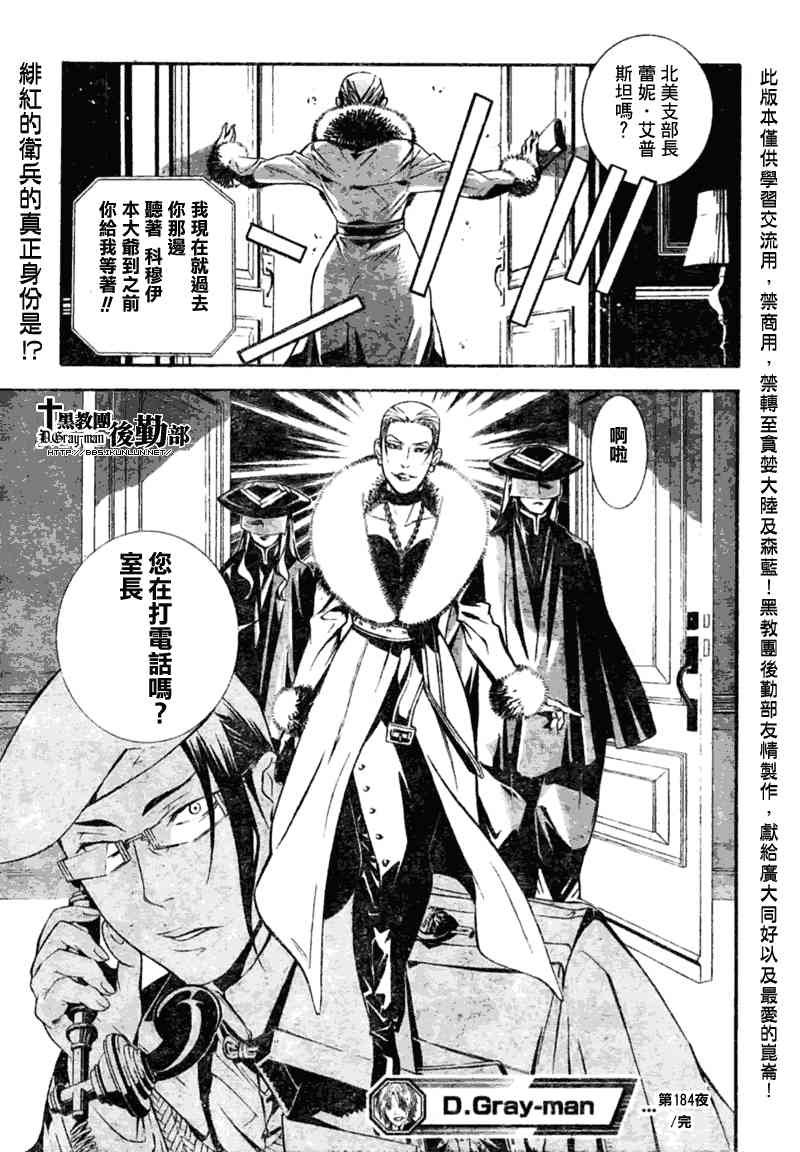 此版本僅供學習交流用，禁商用，禁轉至貪婪大陸及森藍！黑教團後勤部友情製作，獻給廣大同好以及最愛的崑崙！
北美支部長
蕾妮·艾普
斯坦嗎？
我現在就過去
你那邊
聽著 科穆伊
本大爺到之前
你給我等著!!
緋紅的衛兵的真正身份是!?
黑教團
D.Gray-man
後勤部
HTTP://BBS.IKUNLUN.NET/
啊啦
您在打電話嗎？
室長
D.Gray-man
...
第184夜
/完